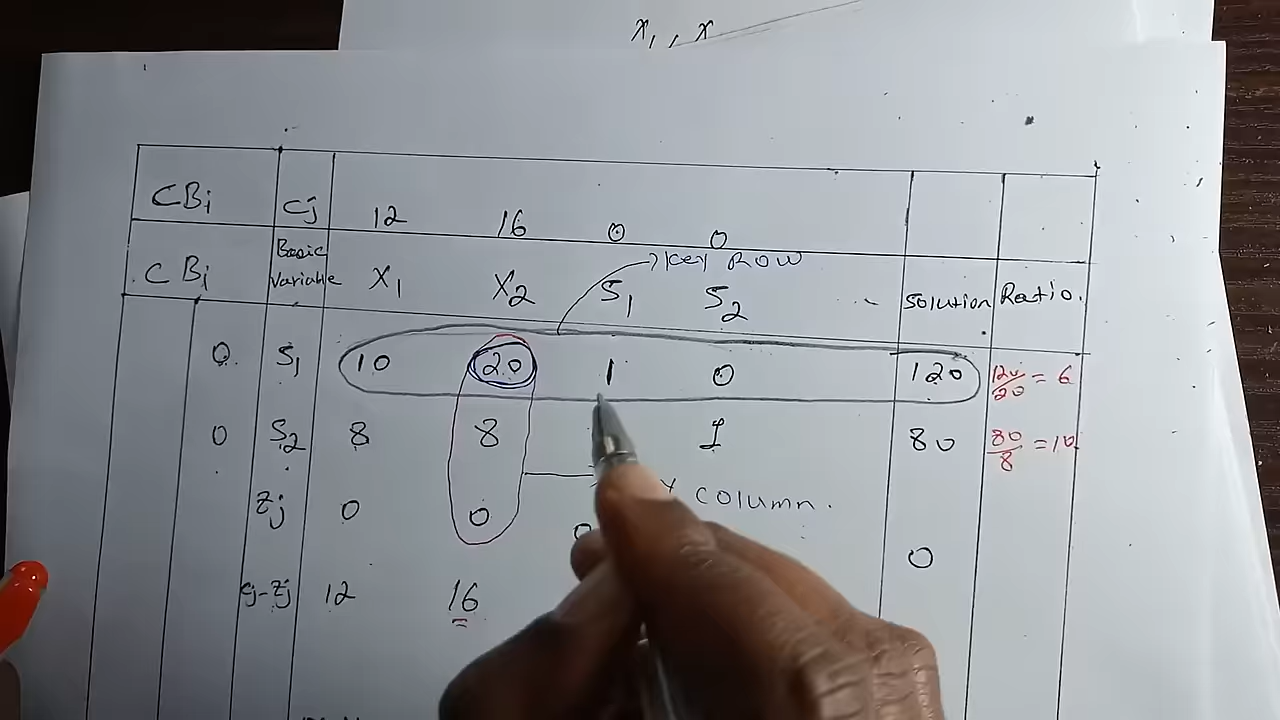 x₁, x
CBi Cj 12 16 0 0
CBi Basic Variable X₁ X₂ S₁ S₂ .. Solution Ratio.
→ Key Row
0. S₁ 10 20 1 0 120 120/20 = 6
0 S₂ 8 8 1 80 80/8 = 10
column.
Zj 0 0 0 0
Cj-Zj 12 16